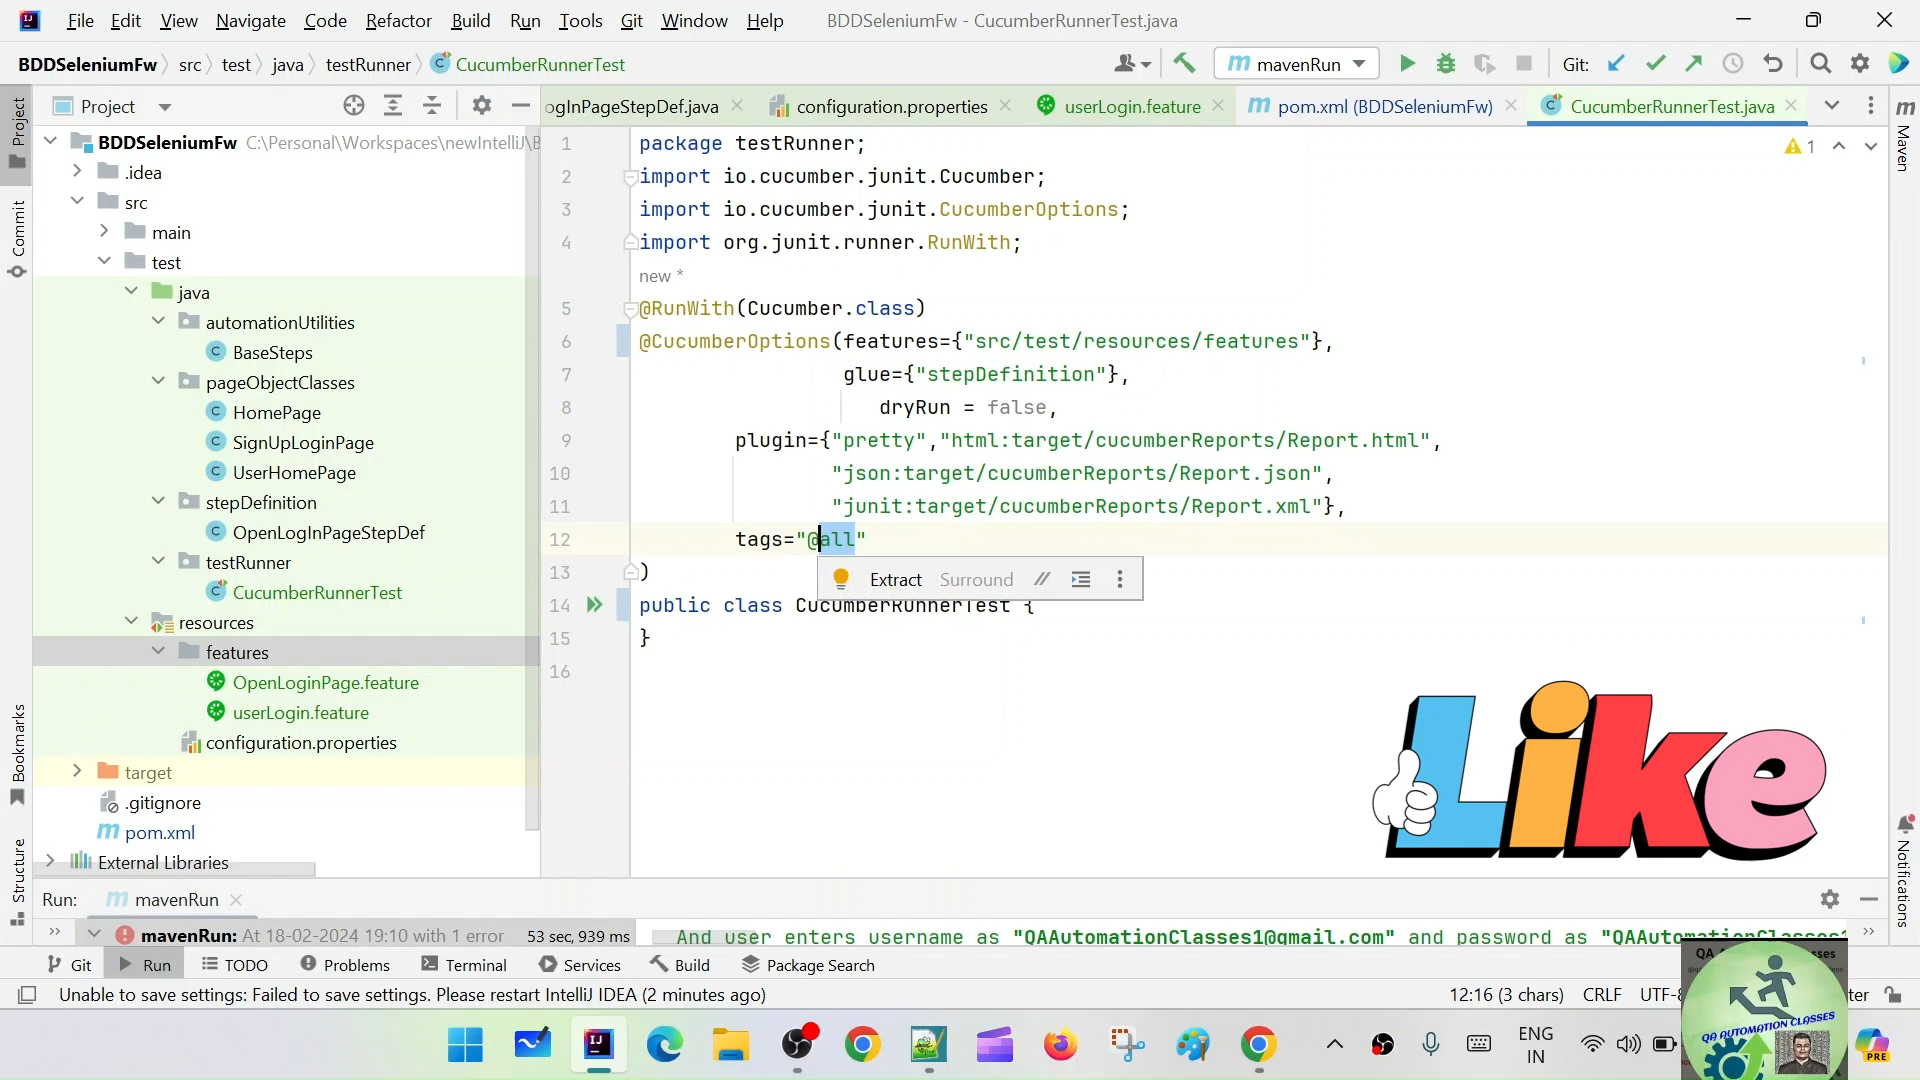 File Edit View Navigate Code Refactor Build Run Tools Git Window Help BDDSeleniumFw - CucumberRunnerTest.java
BDDSeleniumFw src test java testRunner CucumberRunnerTest mavenRun Git:
Project ogInPageStepDef.java configuration.properties userLogin.feature pom.xml (BDDSeleniumFw) CucumberRunnerTest.java
Project
Commit
Bookmarks
Structure
BDDSeleniumFw C:\Personal\Workspaces\newIntelliJ\B
.idea
src
main
test
java
automationUtilities
BaseSteps
pageObjectClasses
HomePage
SignUpLoginPage
UserHomePage
stepDefinition
OpenLogInPageStepDef
testRunner
CucumberRunnerTest
resources
features
OpenLoginPage.feature
userLogin.feature
configuration.properties
target
.gitignore
pom.xml
External Libraries
1 package testRunner;
2 import io.cucumber.junit.Cucumber;
3 import io.cucumber.junit.CucumberOptions;
4 import org.junit.runner.RunWith;
new *
5 @RunWith(Cucumber.class)
6 @CucumberOptions(features={"src/test/resources/features"},
7 glue={"stepDefinition"},
8 dryRun = false,
9 plugin={"pretty","html:target/cucumberReports/Report.html",
10 "json:target/cucumberReports/Report.json",
11 "junit:target/cucumberReports/Report.xml"},
12 tags="@all"
13 )
Extract Surround
14 public class CucumberRunnerTest {
15 }
16
1
Maven
Notifications
Like
Run: mavenRun
mavenRun: At 18-02-2024 19:10 with 1 error 53 sec, 939 ms
And user enters username as "QAAutomationClasses1@gmail.com" and password as "QAAutomationClasses1
Git Run TODO Problems Terminal Services Build Package Search
Unable to save settings: Failed to save settings. Please restart IntelliJ IDEA (2 minutes ago) 12:16 (3 chars) CRLF UTF-8
QA AUTOMATION CLASSES
ENG
IN
PRE